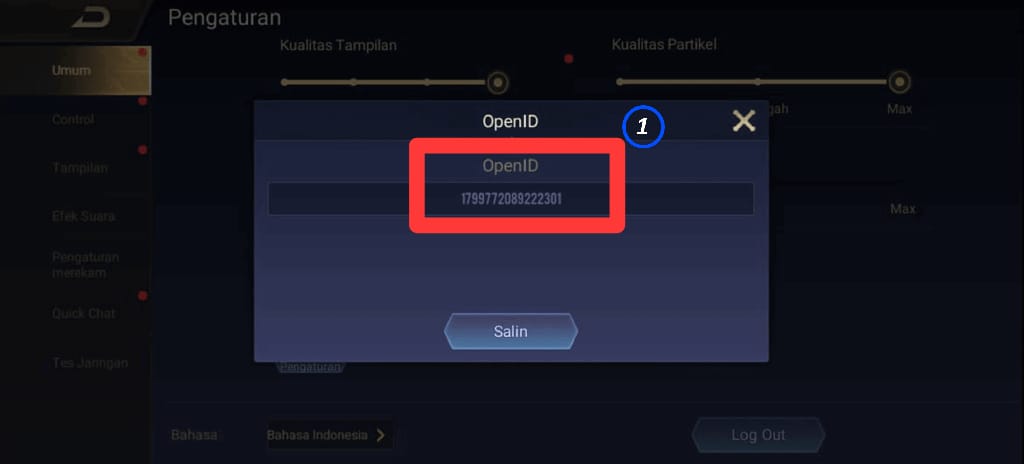 Pengaturan
Kualitas Tampilan
Kualitas Partikel
Umum
gah
Max
Control
OpenID
1
OpenID
Tampilan
1799772089222301
Max
Efek Suara
Pengaturan
merekam
Quick Chat
Salin
Tes Jaringan
Pengaturan
Bahasa
Bahasa Indonesia
Log Out